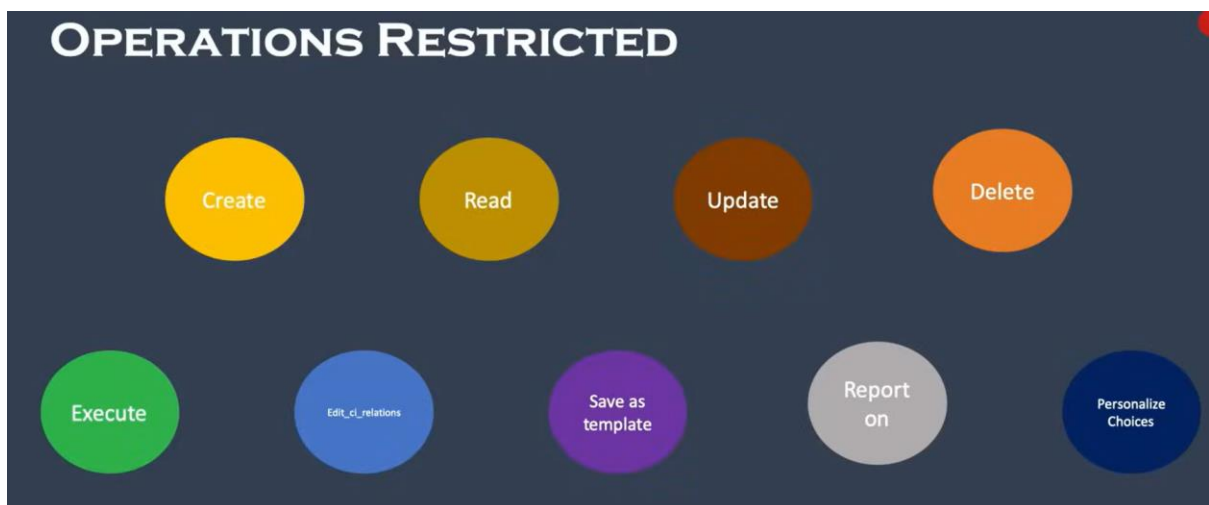 OPERATIONS RESTRICTED
Create
Read
Update
Delete
Execute
Edit_ci_relations
Save as
template
Report
on
Personalize
Choices